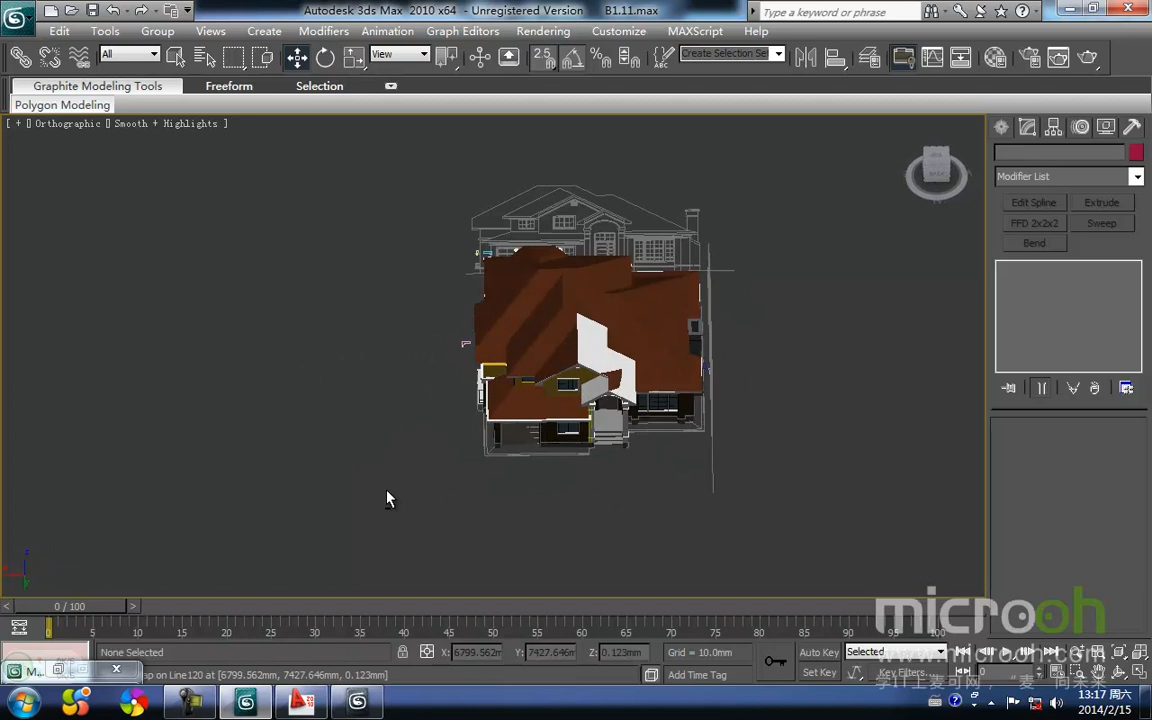 Autodesk 3ds Max 2010 x64 - Unregistered Version B1.11.max
Type a keyword or phrase
Edit Tools Group Views Create Modifiers Animation Graph Editors Rendering Customize MAXScript Help
All View 2.5 Create Selection Se
Graphite Modeling Tools Freeform Selection
Polygon Modeling
[ + [] Orthographic [] Smooth + Highlights ]
Modifier List
Edit Spline Extrude
FFD 2x2x2 Sweep
Bend
0 / 100
5 10 15 20 25 30 35 40 45 50 55 60 65 70 75 80 85 90 95 100
microoh
www.microoh.com
None Selected X: 6799.562m Y: 7427.646m Z: 0.123mm Grid = 10.0mm Auto Key Selected
M... ap on Line120 at [6799.562mm, 7427.646mm, 0.123mm] Add Time Tag Set Key Key Filters... 0
13:17 周六
2014/2/15